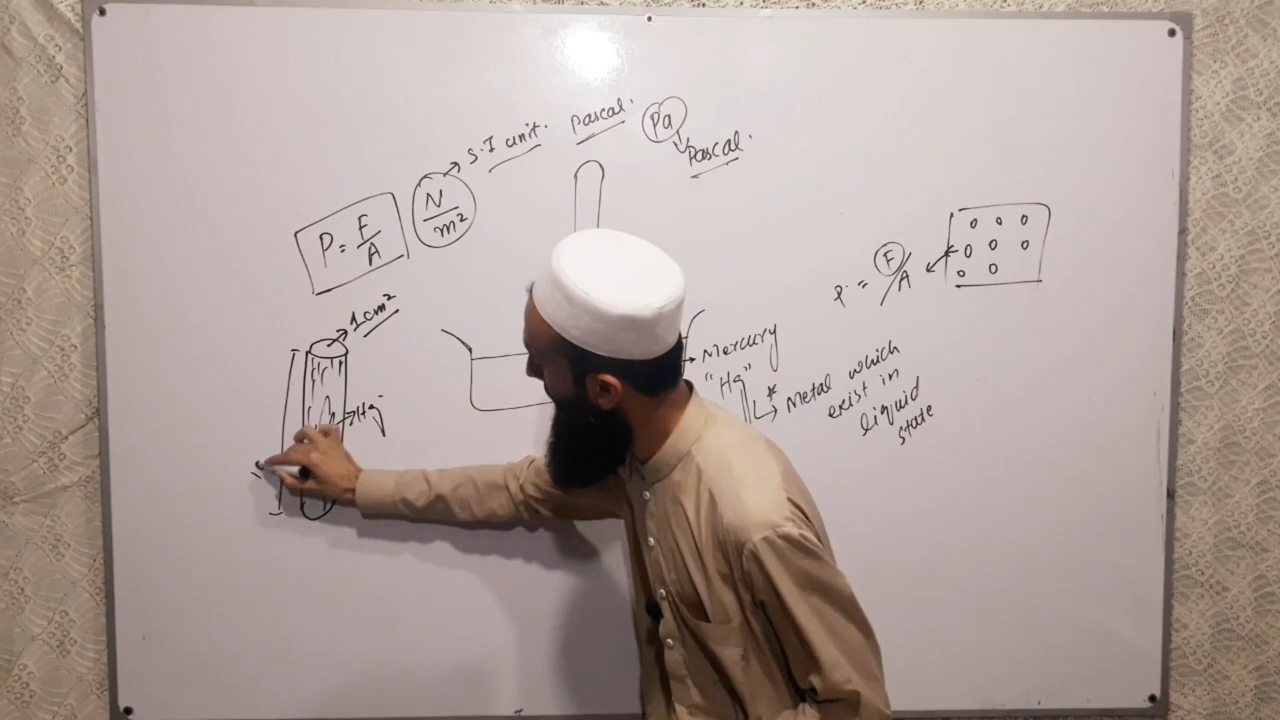 S.I unit. Pascal. Pa
Pascal.
P = F/A
N/m²
P = F/A
1cm²
Hg
Mercury
"Hg"
* Metal which
exist in
liquid
state